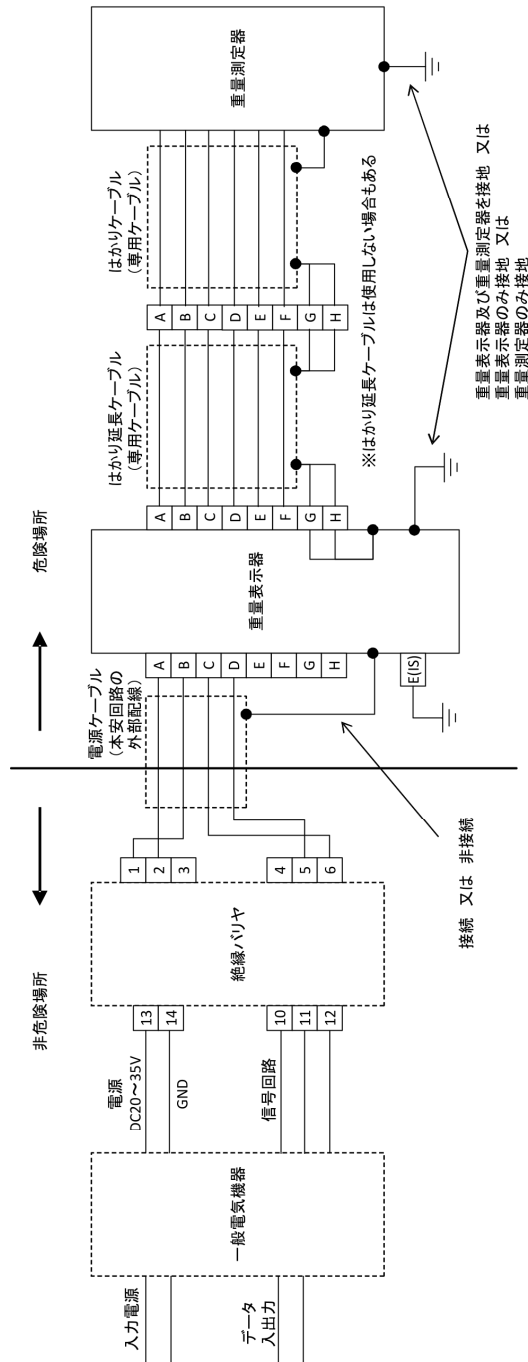 非危険場所
危険場所
入力電源
データ
入出力
一般電気機器
電源
DC20～35V
GND
信号回路
13
14
10
11
12
絶縁バリヤ
1
2
3
4
5
6
電源ケーブル
(本安回路の
外部配線)
接続 又は 非接続
A
B
C
D
E
F
G
H
E(IS)
重量表示器
A
B
C
D
E
F
G
H
はかり延長ケーブル
(専用ケーブル)
A
B
C
D
E
F
G
H
はかりケーブル
(専用ケーブル)
※はかり延長ケーブルは使用しない場合もある
重量測定器
重量表示器及び重量測定器を接地 又は
重量表示器のみ接地 又は
重量測定器のみ接地